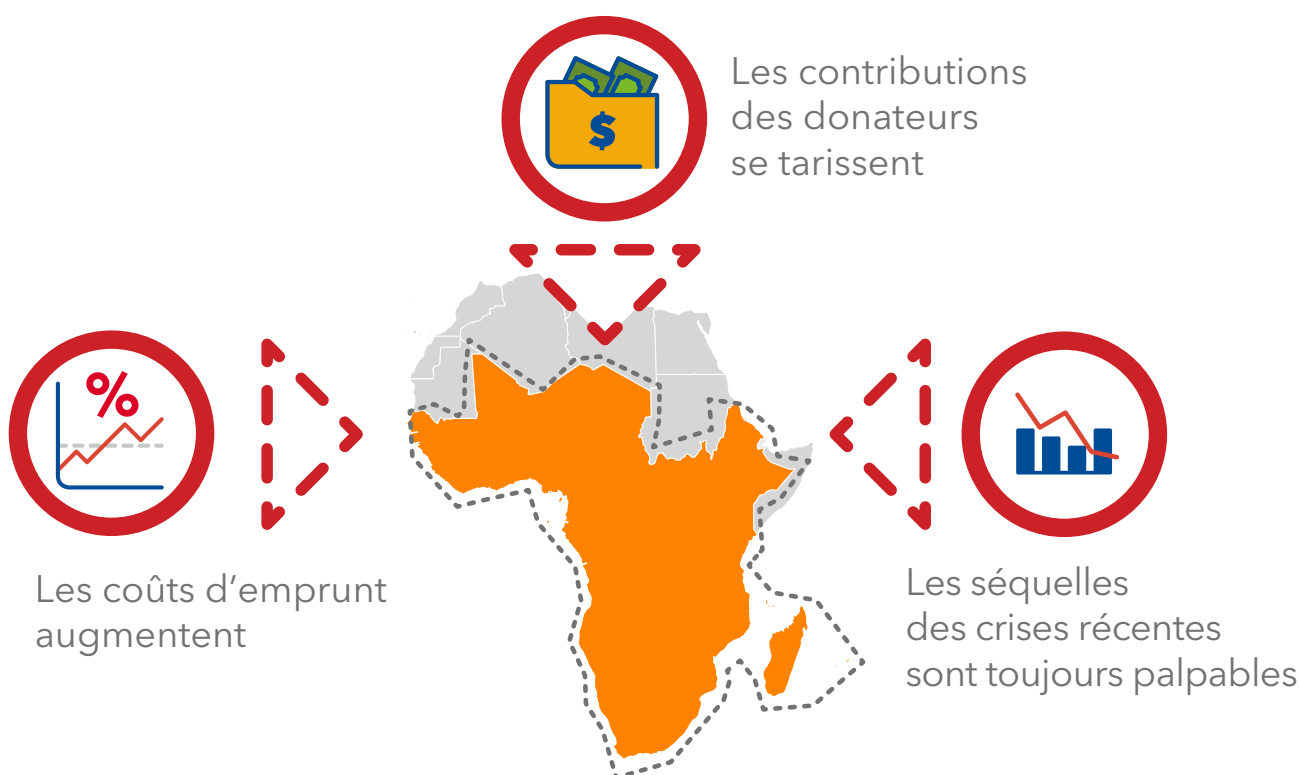 Les contributions
des donateurs
se tarissent
$
%
Les coûts d’emprunt
augmentent
Les séquelles
des crises récentes
sont toujours palpables